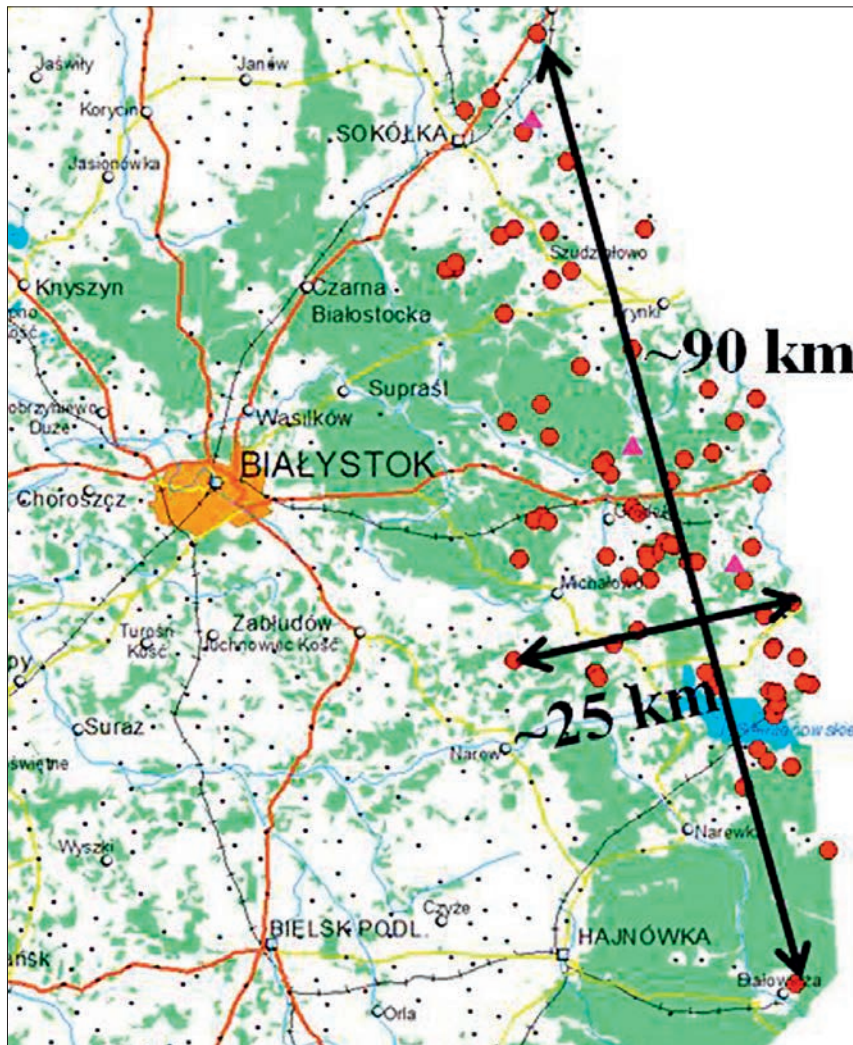 Jaświły
Janów
Korycin
SOKÓŁKA
Jasionówka
Szudziałowo
Knyszyn
Czarna
Białostocka
~90 km
Supraśl
Wasilków
Duże
BIAŁYSTOK
Choroszcz
Michałowo
Zabłudów
Turośń
Kość
Juchnowiec Kość
~25 km
Suraż
Narew
Narewka
Wyszki
Czyże
BIELSK PODL.
HAJNÓWKA
Białowieża
Orla